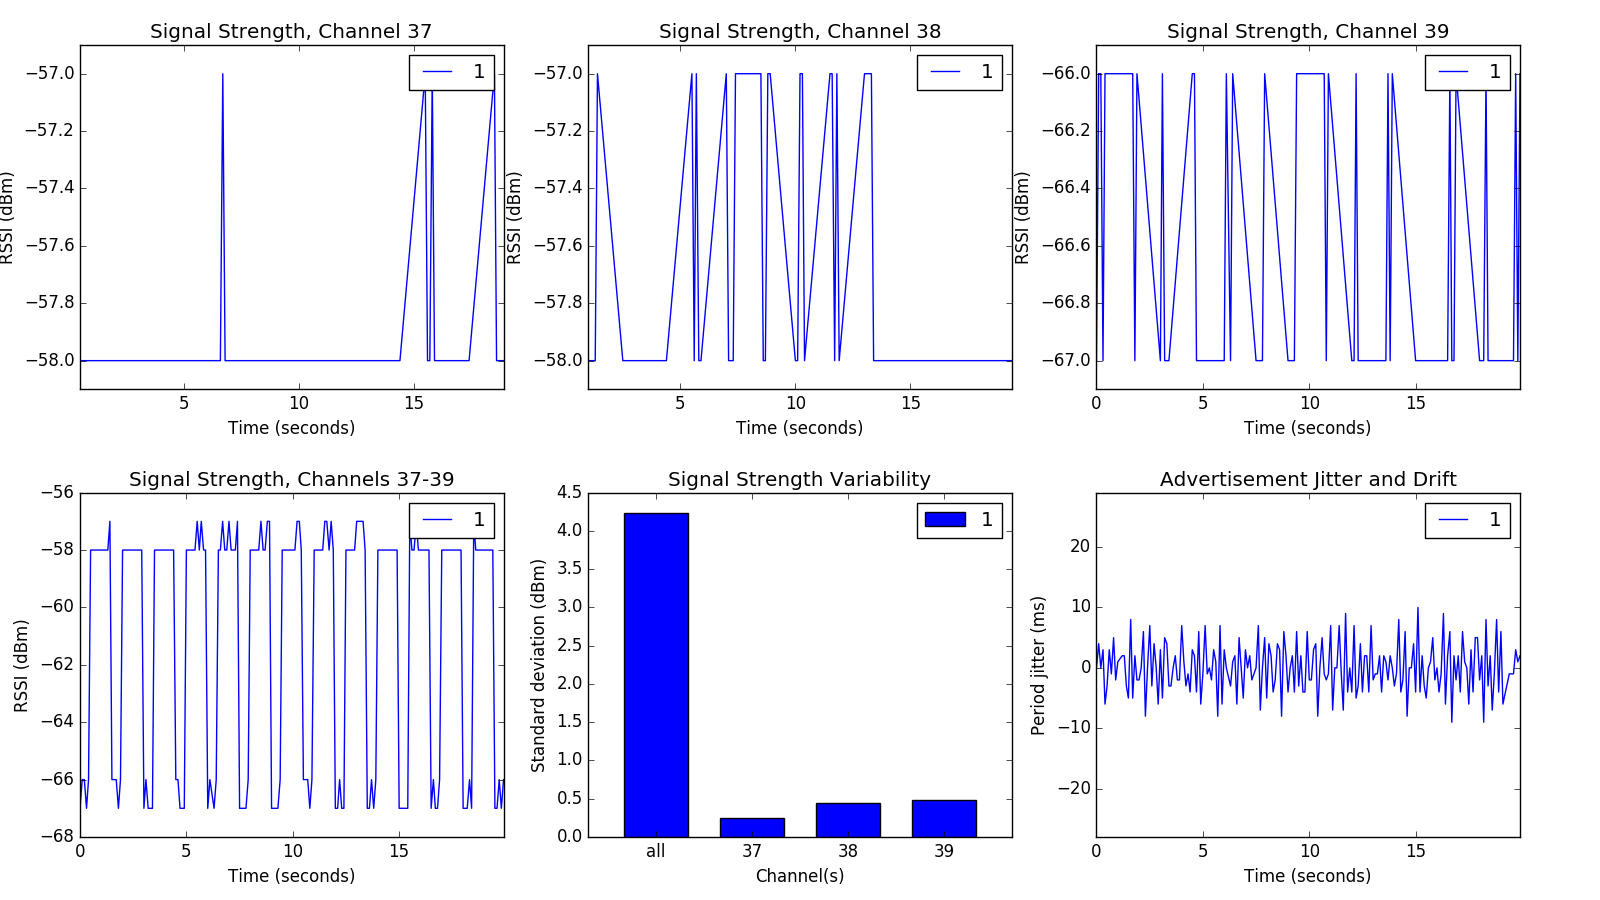 Signal Strength, Channel 37
1
−57.0
−57.2
−57.4
−57.6
−57.8
−58.0
RSSI (dBm)
5 10 15
Time (seconds)
Signal Strength, Channel 38
1
−57.0
−57.2
−57.4
−57.6
−57.8
−58.0
RSSI (dBm)
5 10 15
Time (seconds)
Signal Strength, Channel 39
1
−66.0
−66.2
−66.4
−66.6
−66.8
−67.0
RSSI (dBm)
0 5 10 15
Time (seconds)
Signal Strength, Channels 37-39
1
−56
−58
−60
−62
−64
−66
−68
RSSI (dBm)
0 5 10 15
Time (seconds)
Signal Strength Variability
1
4.5
4.0
3.5
3.0
2.5
2.0
1.5
1.0
0.5
0.0
Standard deviation (dBm)
all 37 38 39
Channel(s)
Advertisement Jitter and Drift
1
20
10
0
−10
−20
Period jitter (ms)
0 5 10 15
Time (seconds)